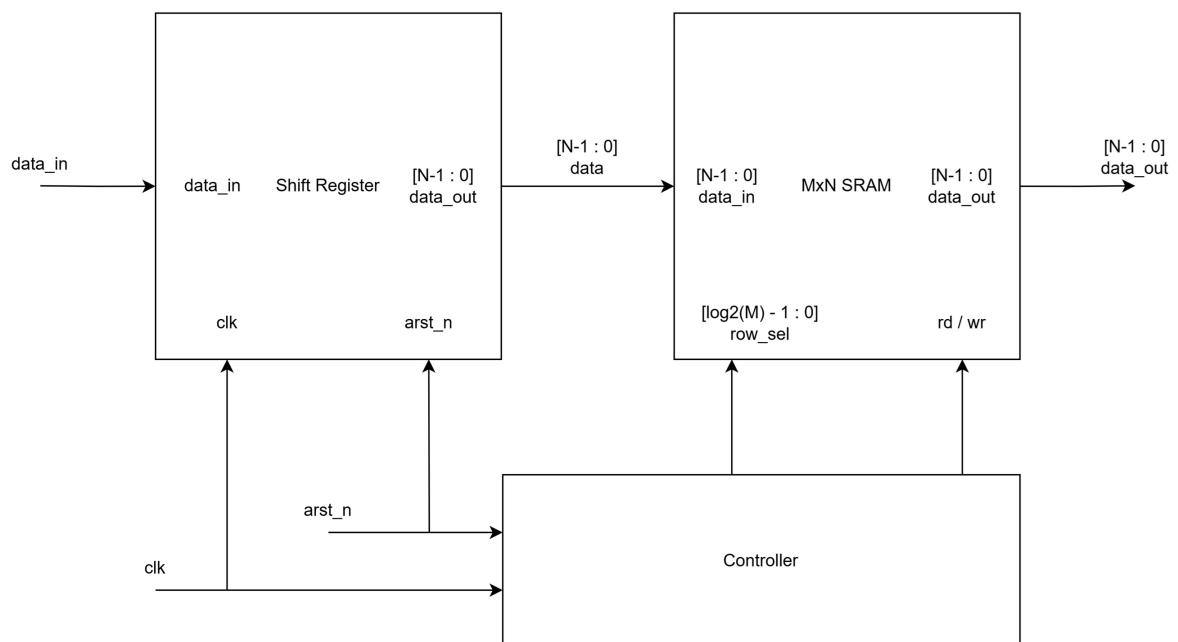 [N-1 : 0]
data
[N-1 : 0]
data_out
data_in
data_in
Shift Register
[N-1 : 0]
data_out
[N-1 : 0]
data_in
MxN SRAM
[N-1 : 0]
data_out
clk
arst_n
[log2(M) - 1 : 0]
row_sel
rd / wr
arst_n
clk
Controller